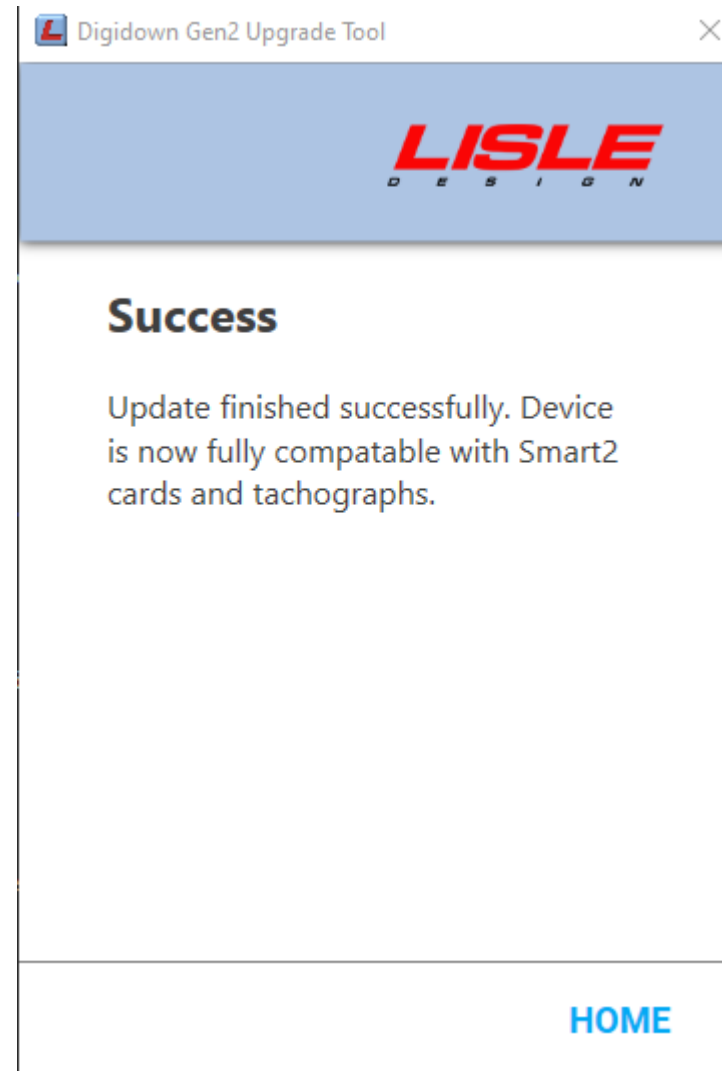 L Digidown Gen2 Upgrade Tool
LISLE
DESIGN
Success
Update finished successfully. Device
is now fully compatable with Smart2
cards and tachographs.
HOME